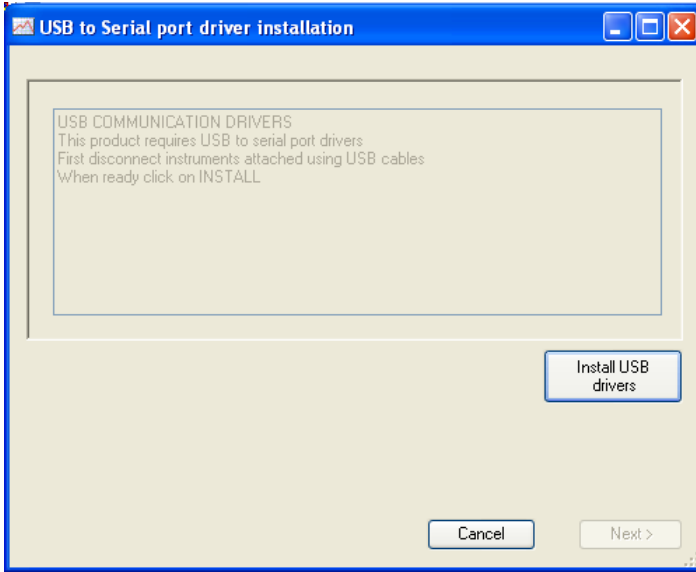 USB to Serial port driver installation
USB COMMUNICATION DRIVERS
This product requires USB to serial port drivers
First disconnect instruments attached using USB cables
When ready click on INSTALL
Install USB
drivers
Cancel
Next >